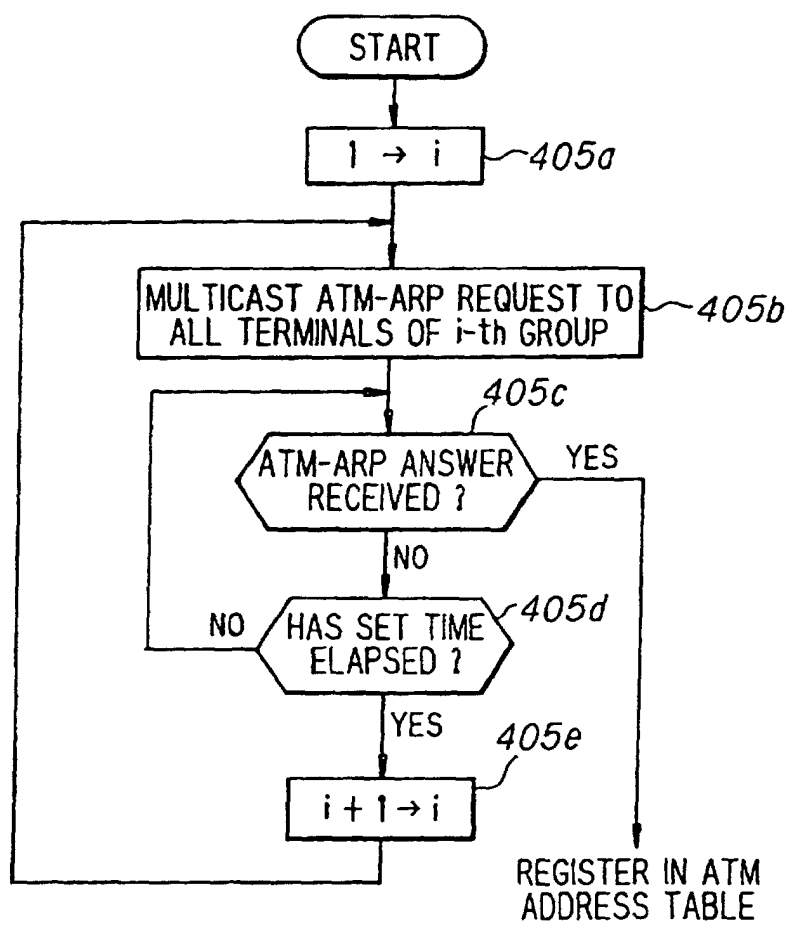 START
1 → i
405a
MULTICAST ATM-ARP REQUEST TO
ALL TERMINALS OF i-th GROUP
405b
405c
ATM-ARP ANSWER
RECEIVED ?
YES
NO
405d
HAS SET TIME
ELAPSED ?
NO
YES
405e
i + 1 → i
REGISTER IN ATM
ADDRESS TABLE